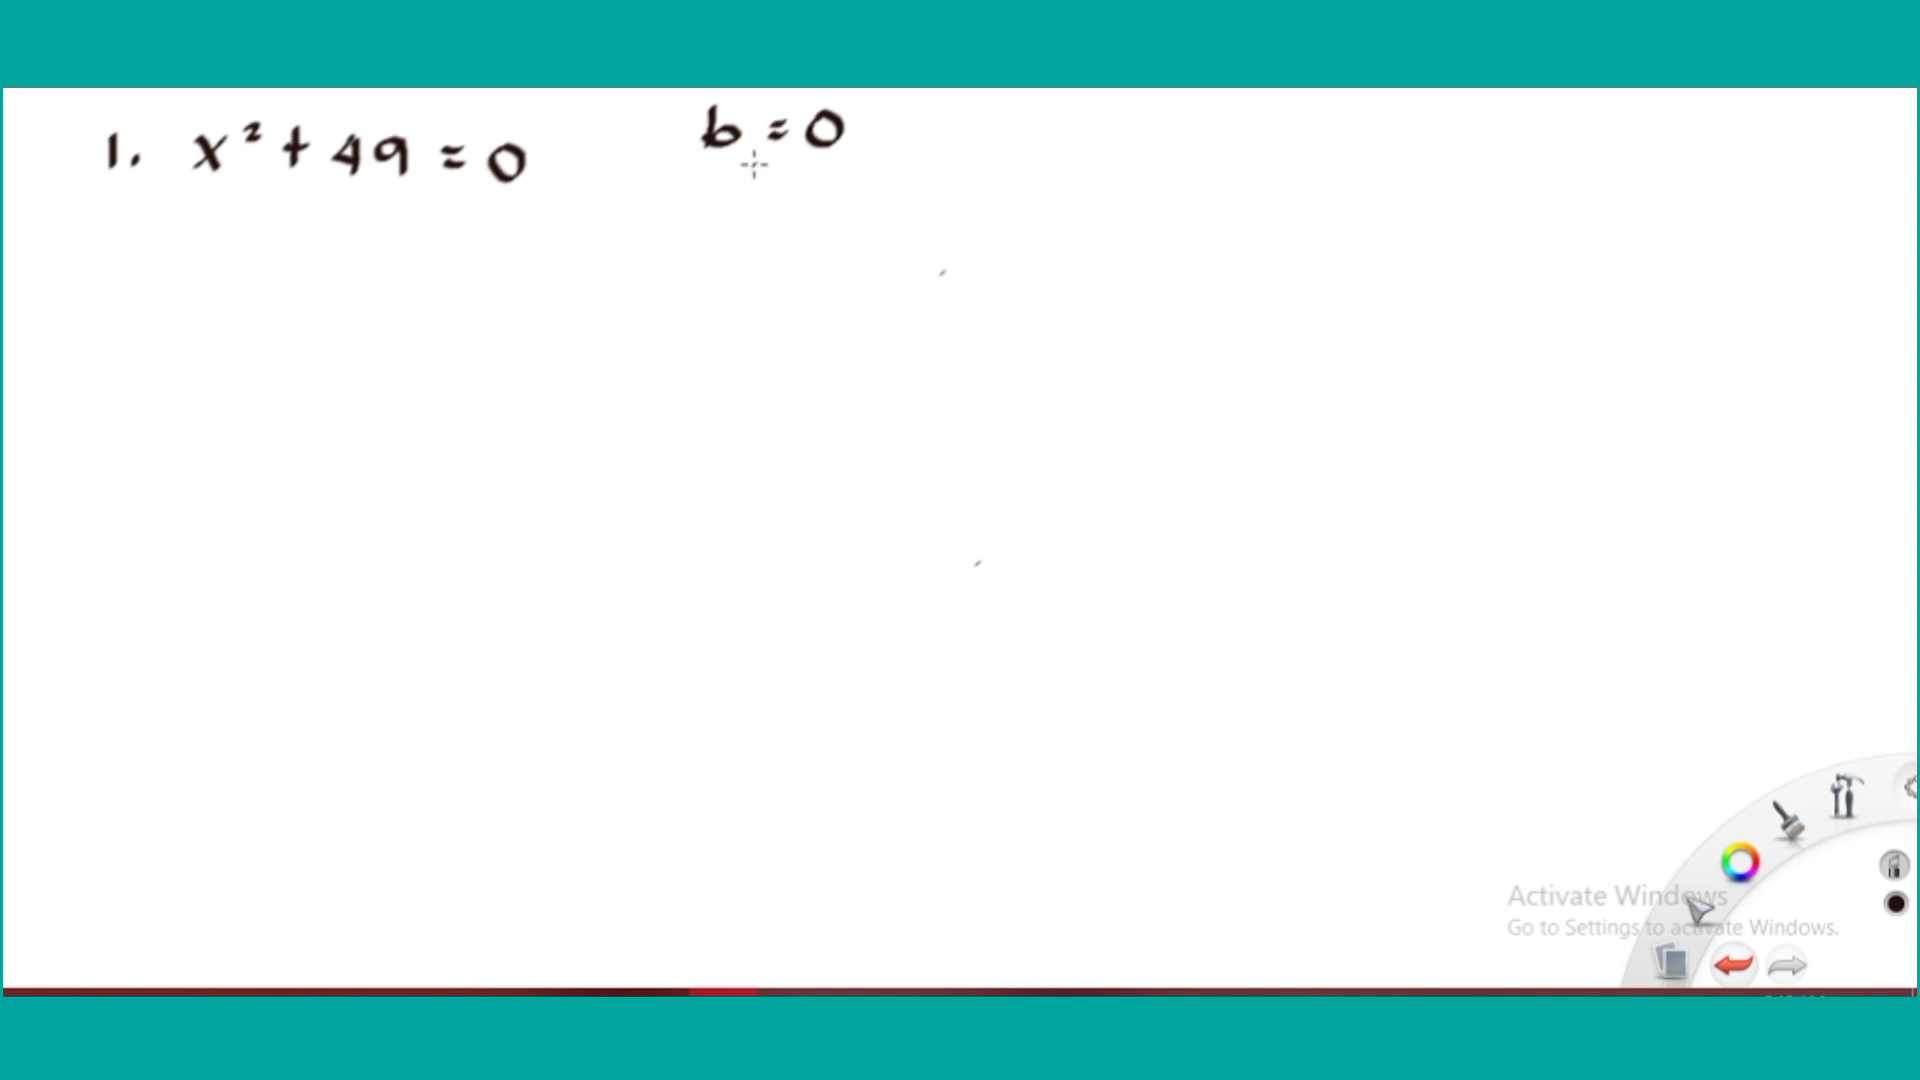 1. x² + 49 = 0
b = 0
Activate Windows
Go to Settings to activate Windows.